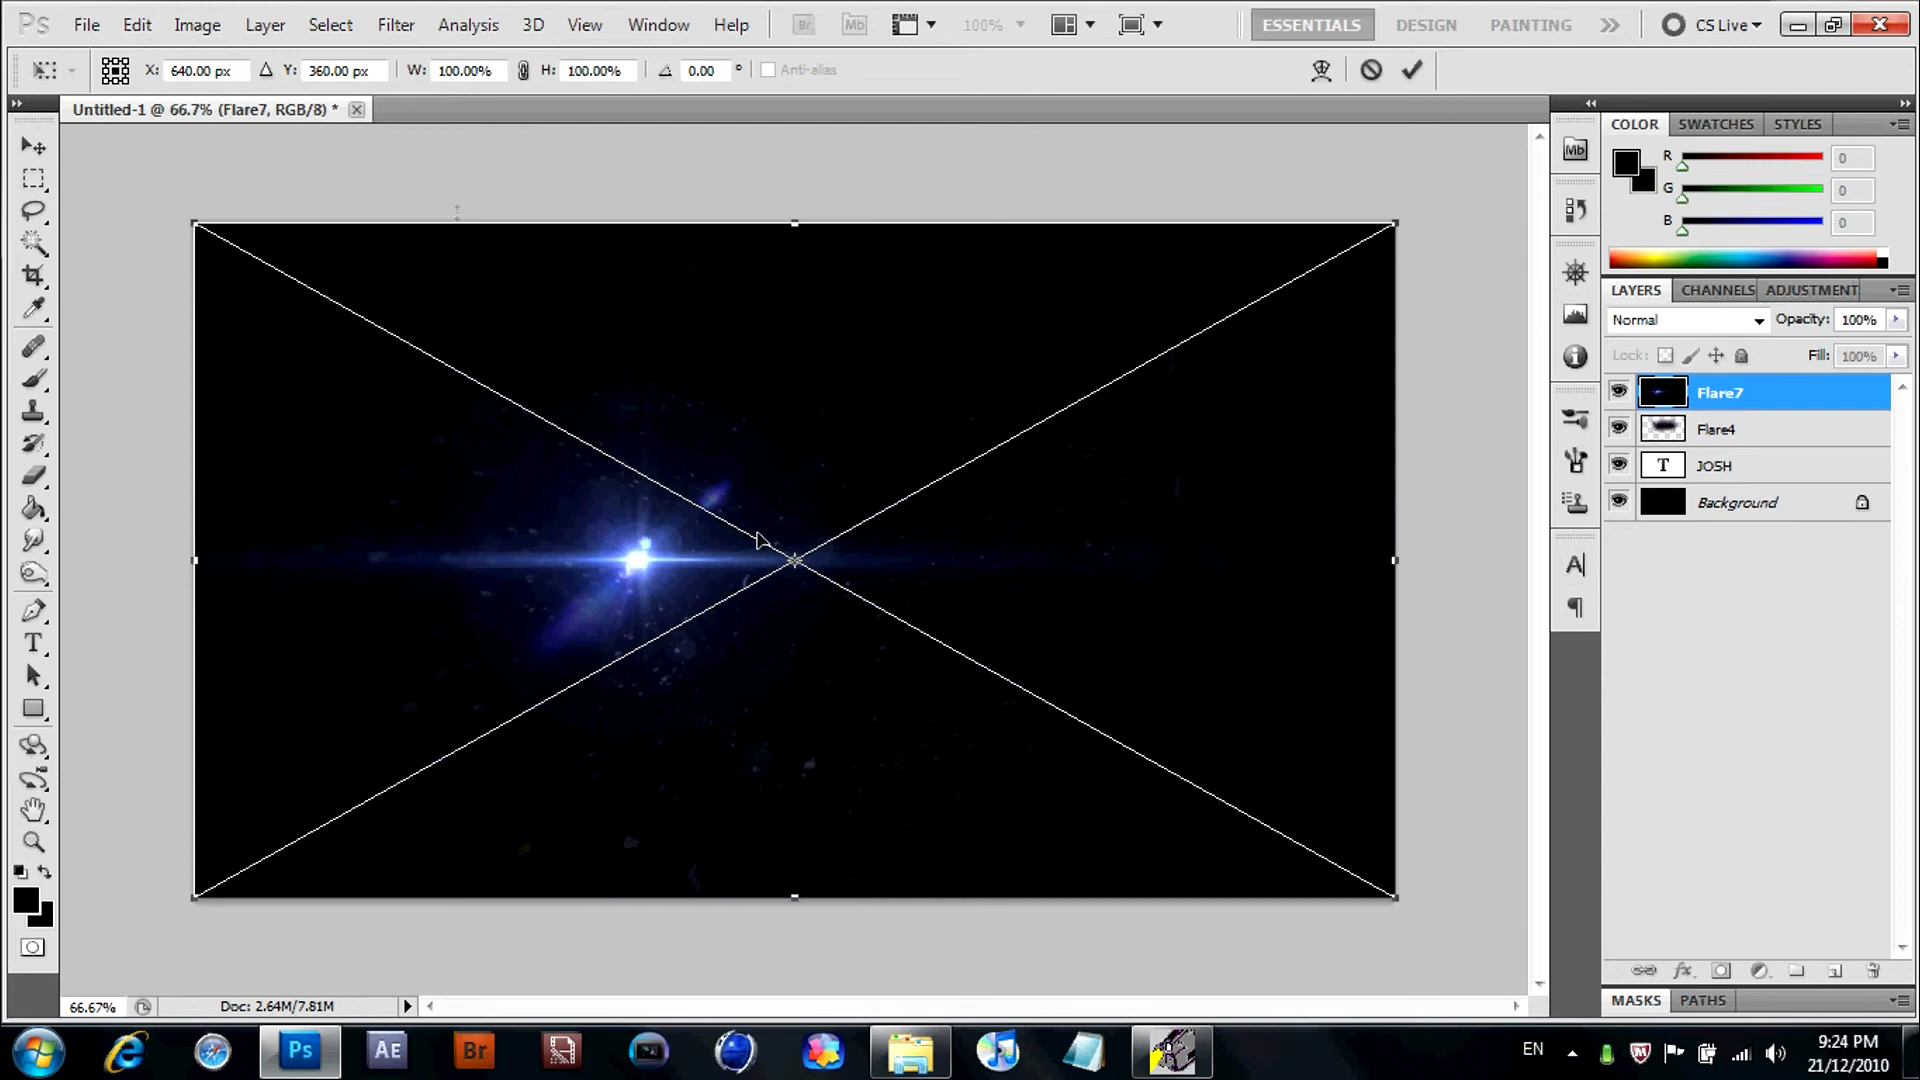 Ps File Edit Image Layer Select Filter Analysis 3D View Window Help Br Mb 100% ESSENTIALS DESIGN PAINTING CS Live
X: 640.00 px Y: 360.00 px W: 100.00% H: 100.00% 0.00 ° Anti-alias
Untitled-1 @ 66.7% (Flare7, RGB/8) *
COLOR SWATCHES STYLES
Mb
R 0
G 0
B 0
LAYERS CHANNELS ADJUSTMENT
Normal Opacity: 100%
Lock: Fill: 100%
Flare7
Flare4
T JOSH
Background
A
T
66.67% Doc: 2.64M/7.81M
MASKS PATHS
Ps AE Br EN 9:24 PM
21/12/2010